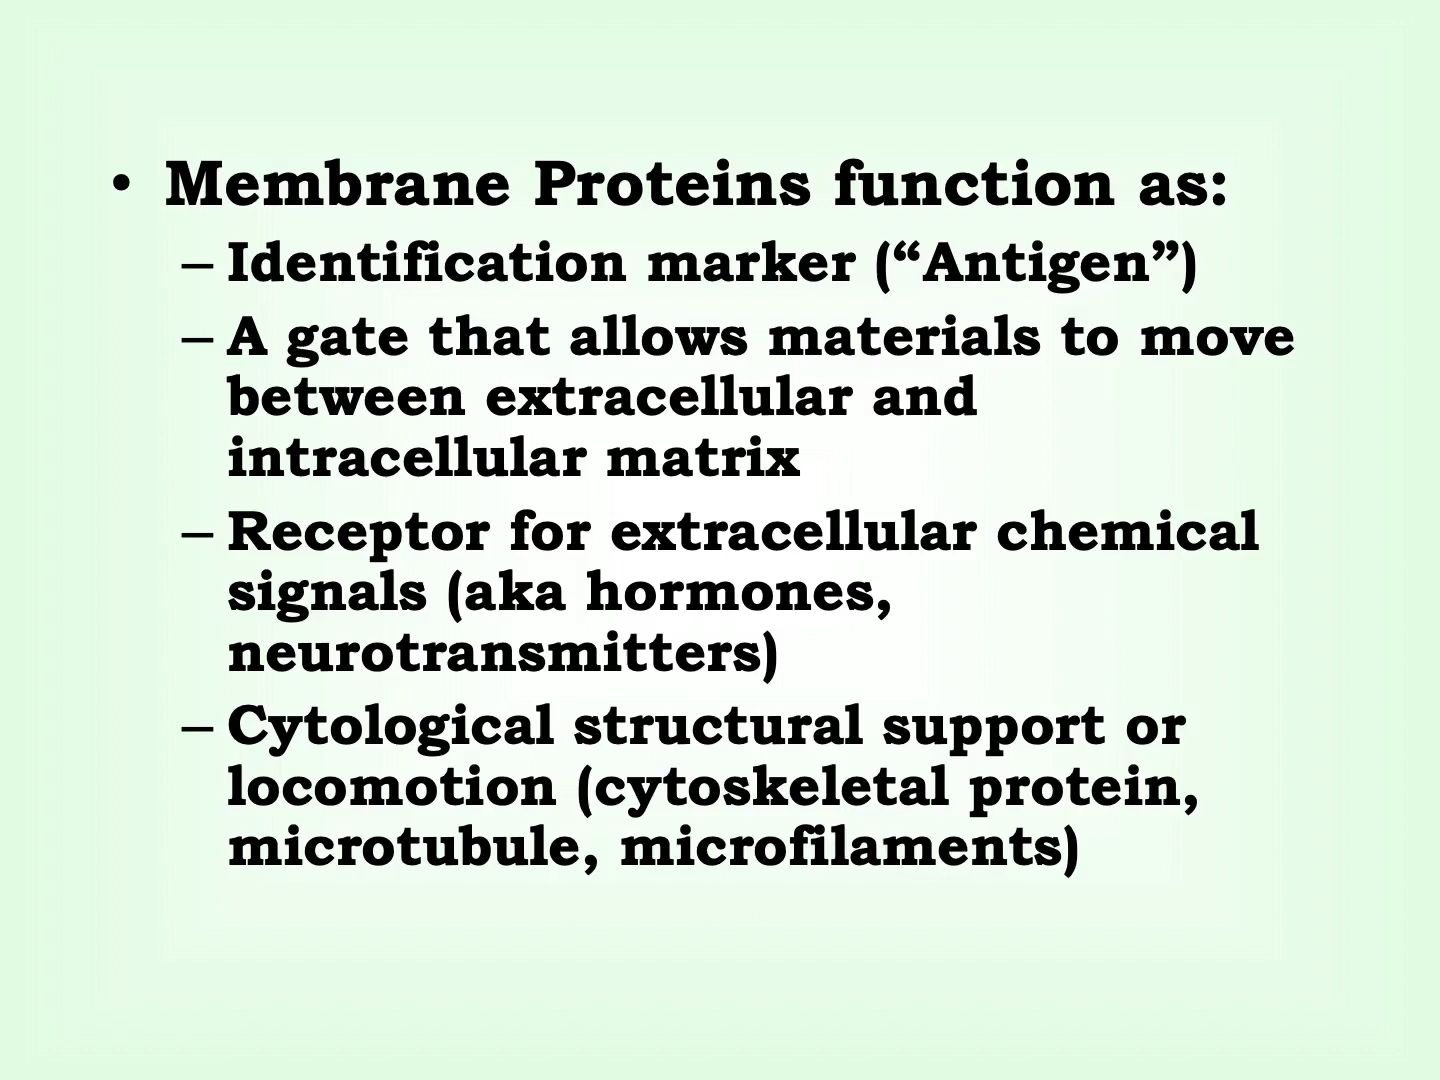 • Membrane Proteins function as:
– Identification marker (“Antigen”)
– A gate that allows materials to move
between extracellular and
intracellular matrix
– Receptor for extracellular chemical
signals (aka hormones,
neurotransmitters)
– Cytological structural support or
locomotion (cytoskeletal protein,
microtubule, microfilaments)